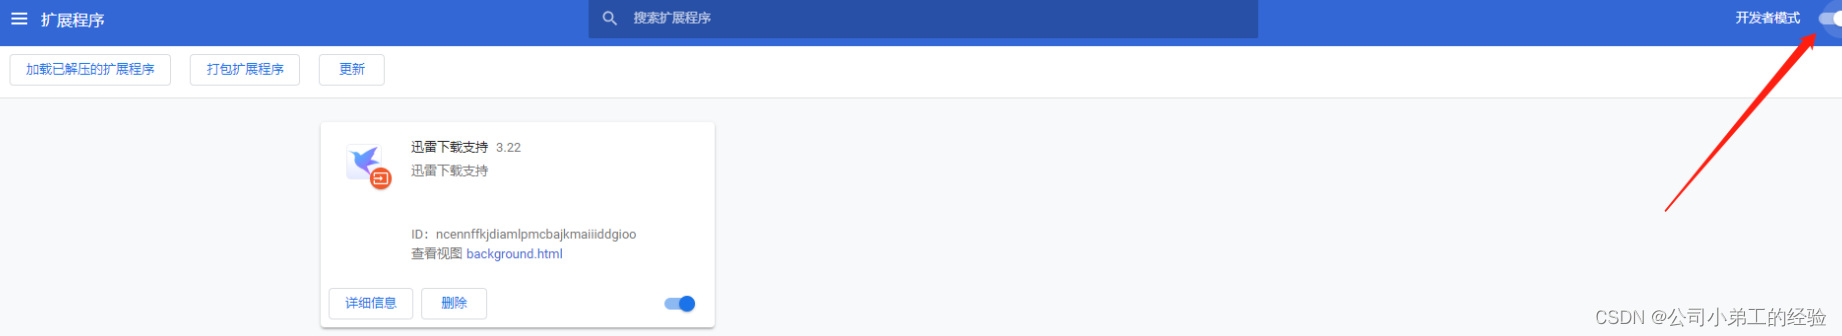 扩展程序
搜索扩展程序
开发者模式
加载已解压的扩展程序 打包扩展程序 更新
迅雷下载支持 3.22
迅雷下载支持
ID：ncennffkjdiamlpmcbajkmaiiiddgioo
查看视图 background.html
详细信息 删除
CSDN @公司小弟工的经验